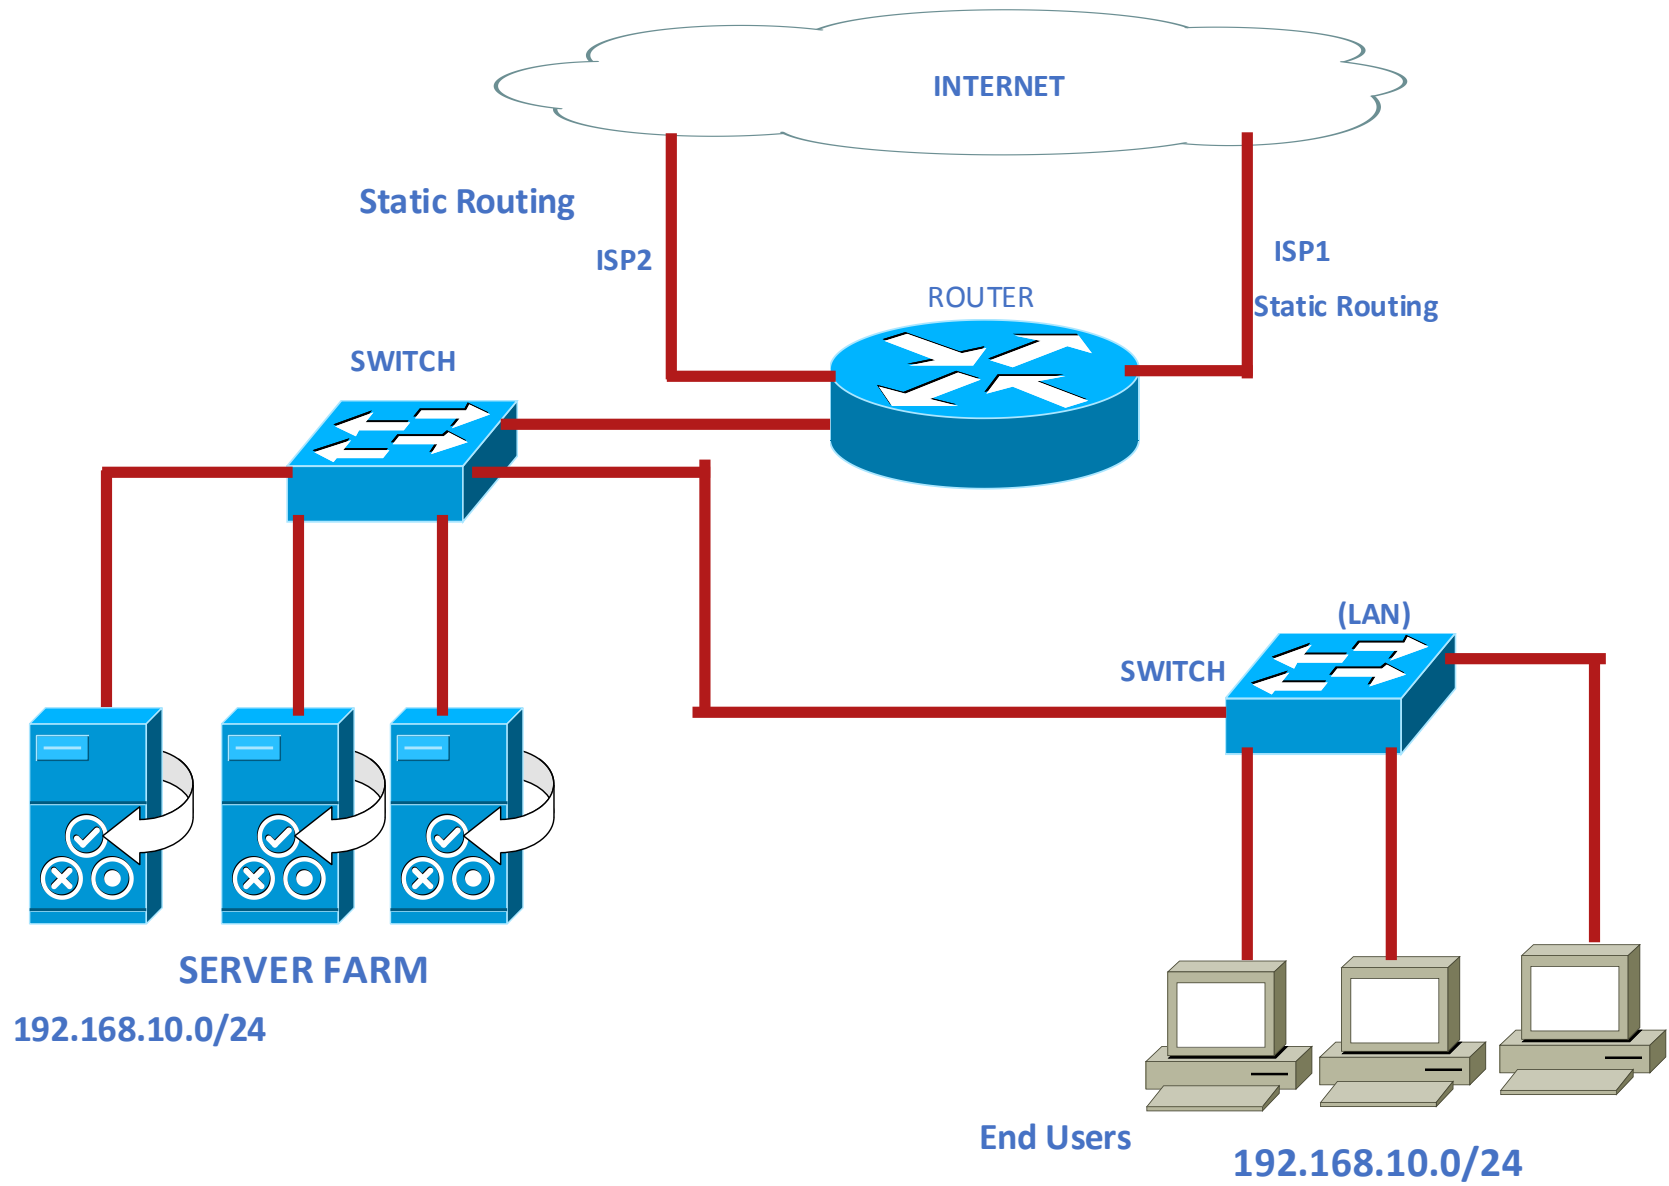 INTERNET
Static Routing
ISP2
ISP1
ROUTER
Static Routing
SWITCH
(LAN)
SWITCH
SERVER FARM
192.168.10.0/24
End Users
192.168.10.0/24